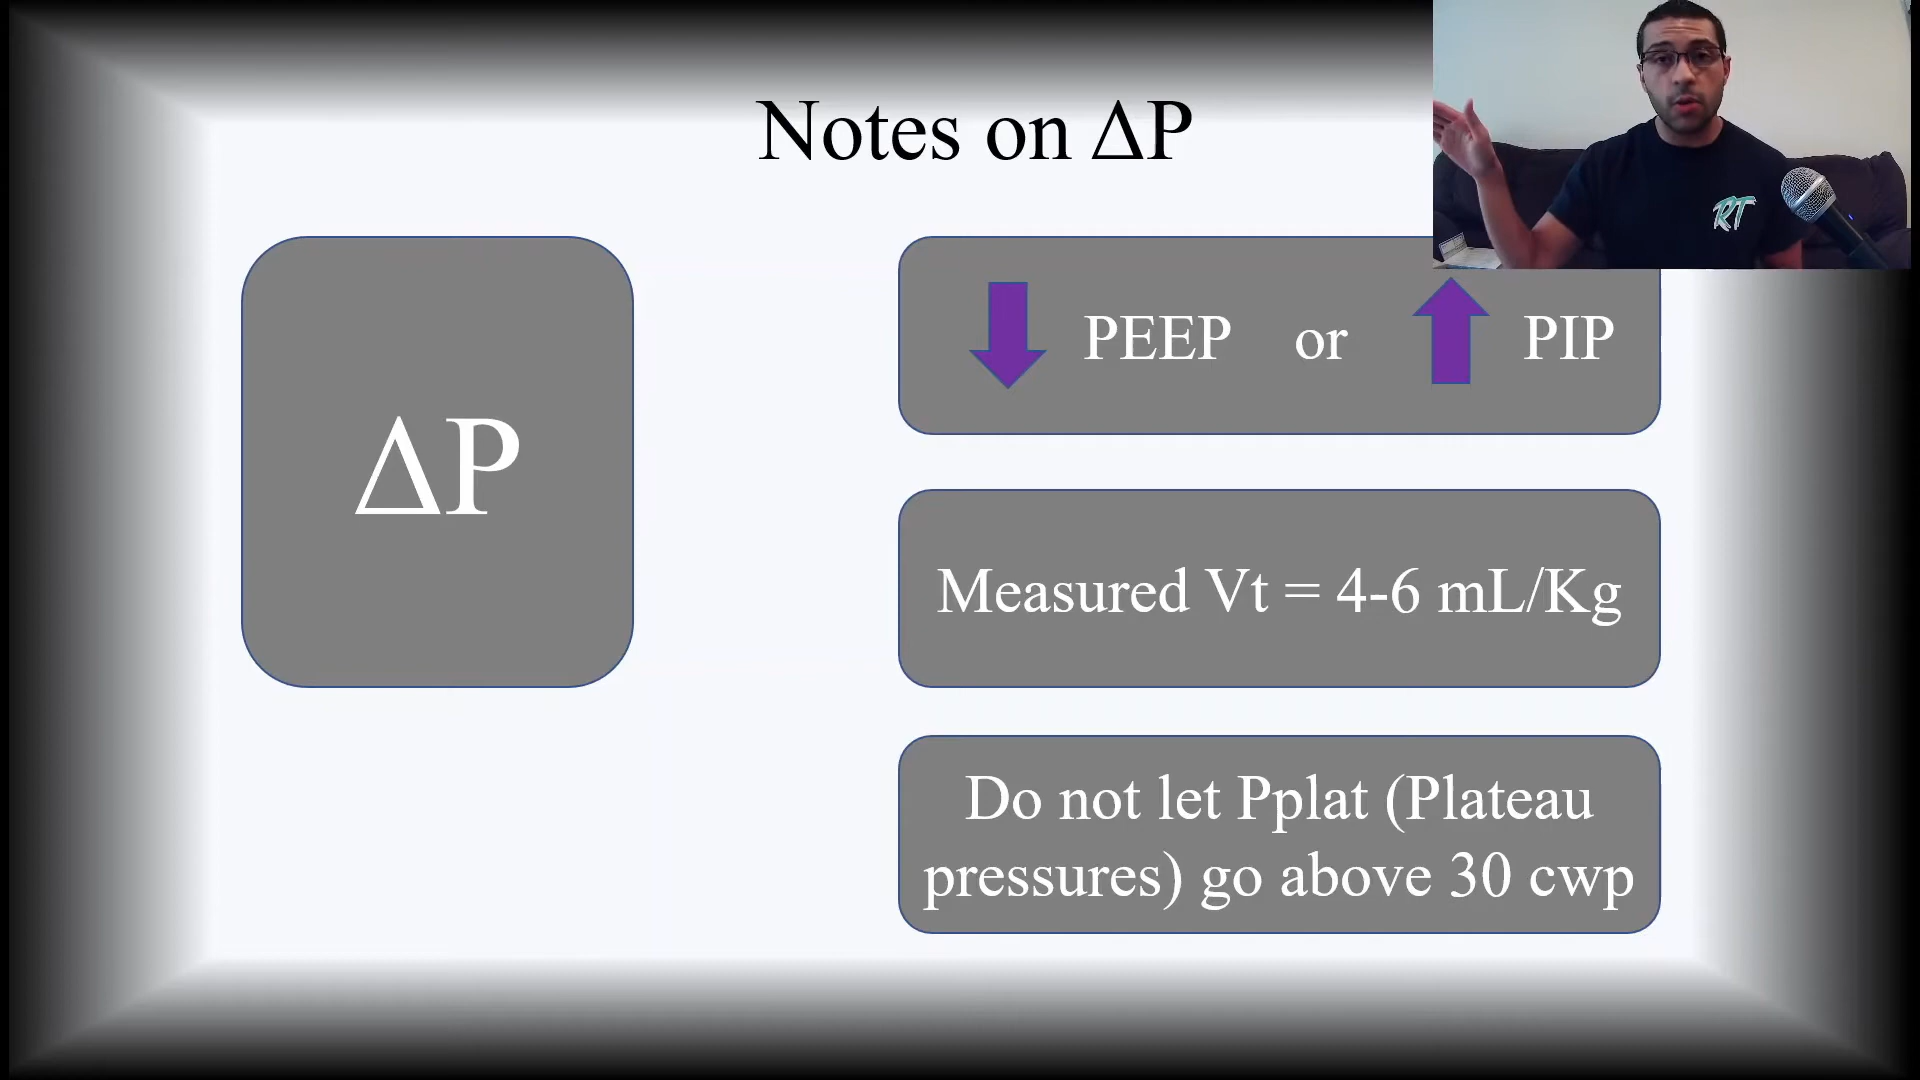 Notes on ΔP
RT
ΔP
PEEP or PIP
Measured Vt = 4-6 mL/Kg
Do not let Pplat (Plateau
pressures) go above 30 cwp